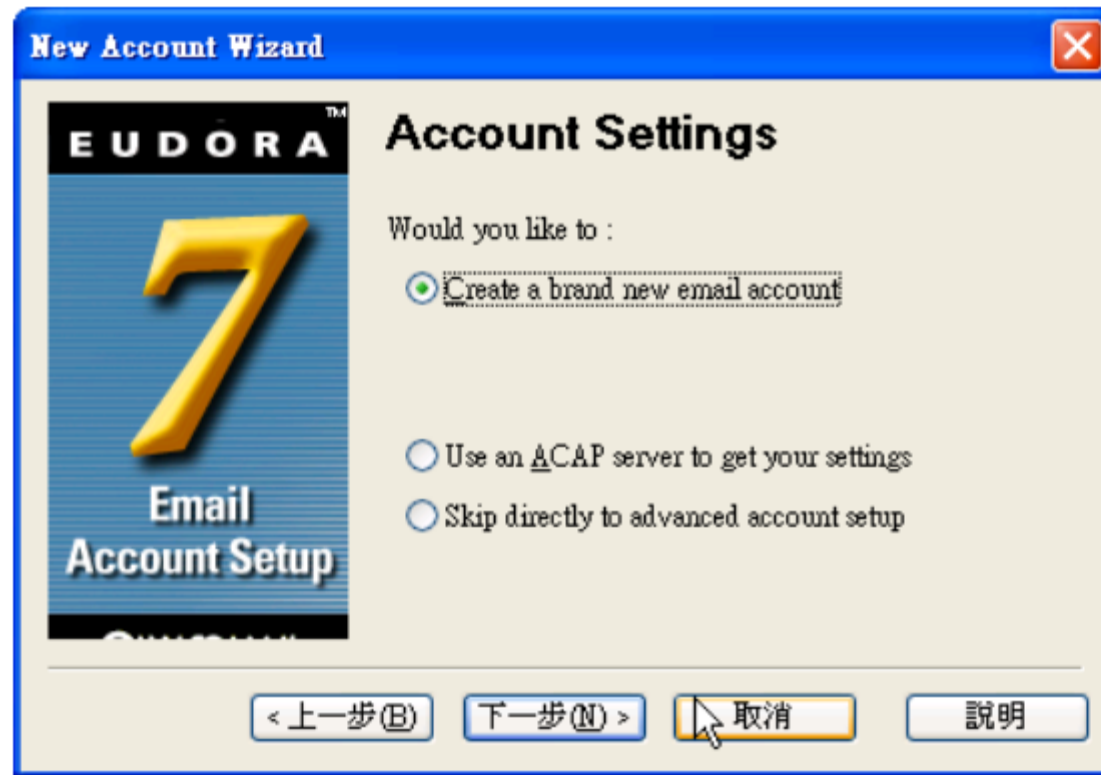 New Account Wizard
EUDORA™
Account Settings
Would you like to :
Create a brand new email account
7
Use an ACAP server to get your settings
Skip directly to advanced account setup
Email
Account Setup
<上一步(B)
下一步(N)>
取消
說明